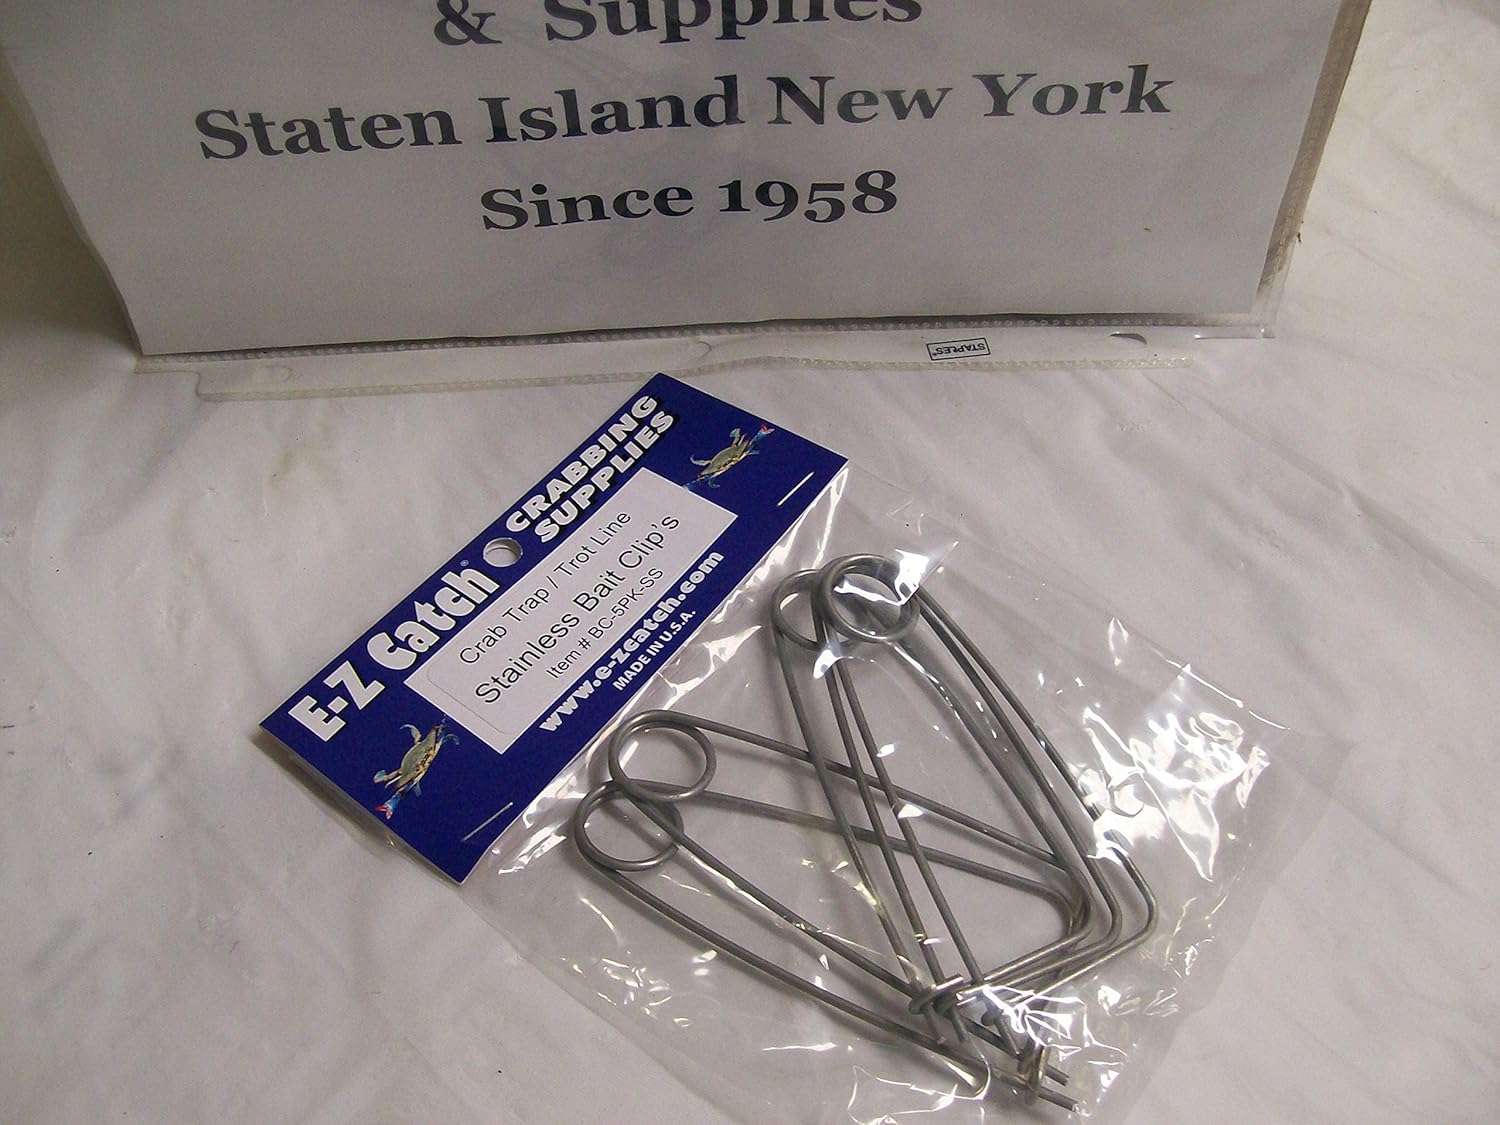 & Supplies
Staten Island New York
Since 1958
STAPLES
E-Z Catch® CRABBING
SUPPLIES
Crab Trap / Trot Line
Stainless Bait Clip's
Item # BC-5PK-SS
www.e-zcatch.com
MADE IN U.S.A.